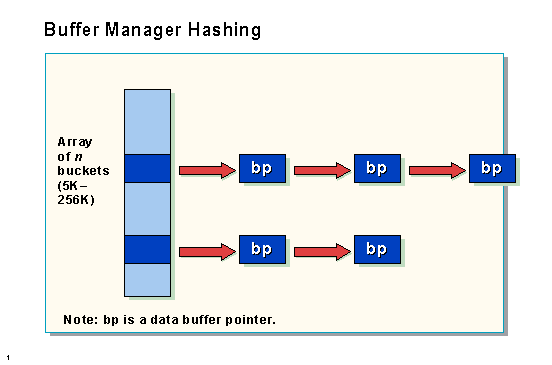 Buffer Manager Hashing
Array
of n
buckets
(5K–
256K)
bp bp bp
bp bp
Note: bp is a data buffer pointer.
1